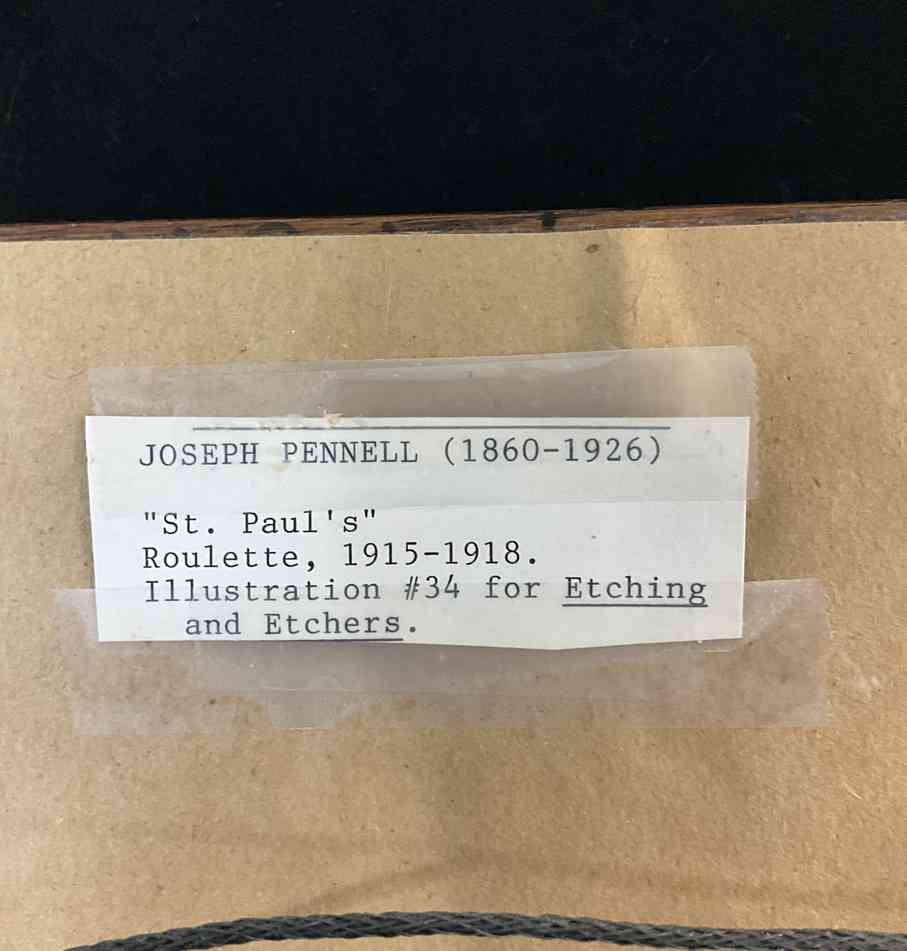 JOSEPH PENNELL (1860-1926)
"St. Paul's"
Roulette, 1915-1918.
Illustration #34 for Etching
and Etchers.